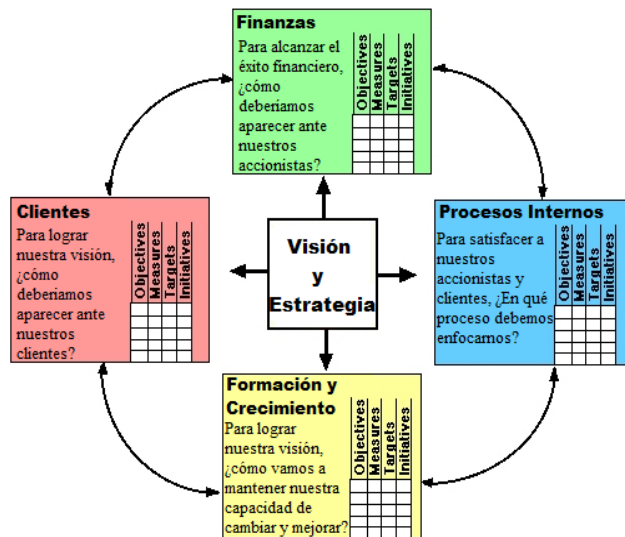 Finanzas
Para alcanzar el
éxito financiero,
¿cómo
deberiamos
aparecer ante
nuestros
accionistas?
Objectives
Measures
Targets
Initiatives
Clientes
Para lograr
nuestra visión,
¿cómo
deberiamos
aparecer ante
nuestros
clientes?
Objectives
Measures
Targets
Initiatives
Visión
y
Estrategia
Procesos Internos
Para satisfacer a
nuestros
accionistas y
clientes, ¿En qué
proceso debemos
enfocarnos?
Objectives
Measures
Targets
Initiatives
Formación y
Crecimiento
Para lograr
nuestra visión,
¿cómo vamos a
mantener nuestra
capacidad de
cambiar y mejorar?
Objectives
Measures
Targets
Initiatives